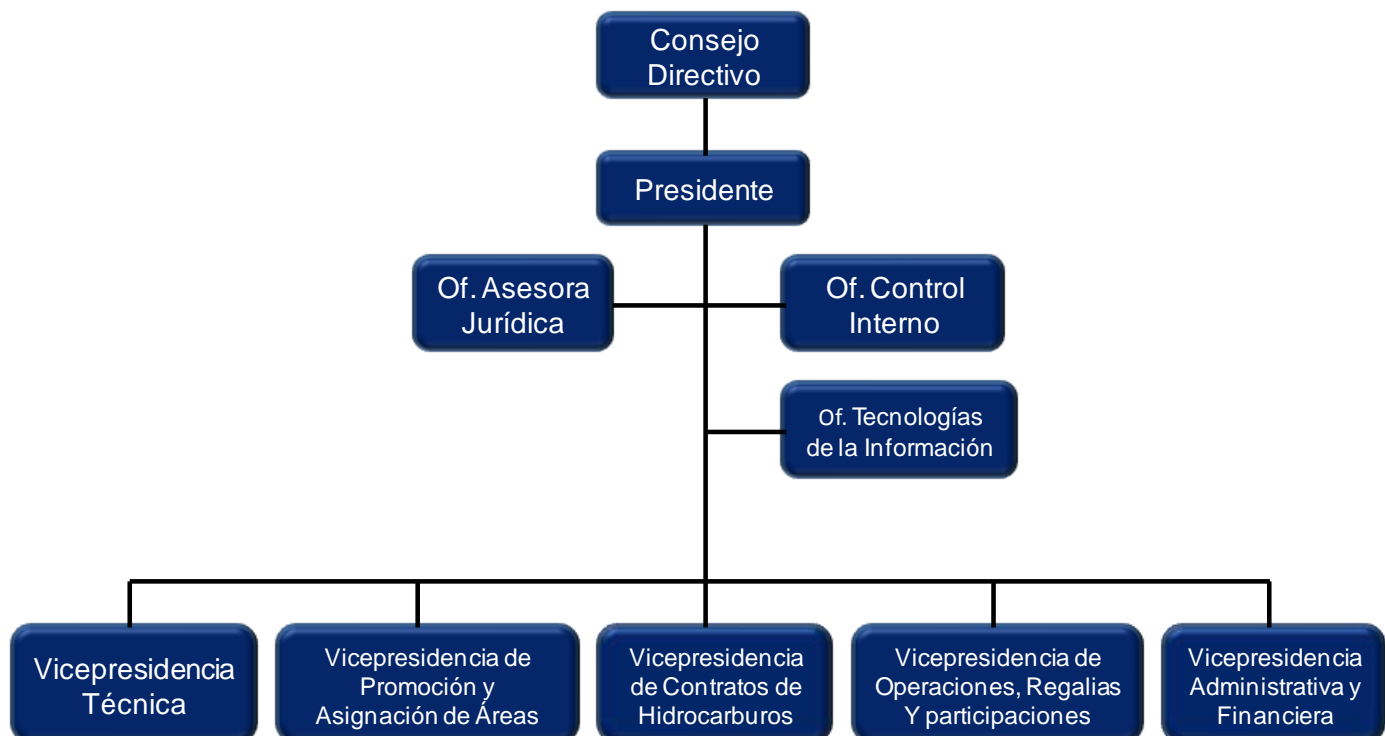 Consejo
Directivo
Presidente
Of. Asesora
Jurídica
Of. Control
Interno
Of. Tecnologías
de la Información
Vicepresidencia
Técnica
Vicepresidencia de
Promoción y
Asignación de Áreas
Vicepresidencia
de Contratos de
Hidrocarburos
Vicepresidencia de
Operaciones, Regalias
Y participaciones
Vicepresidencia
Administrativa y
Financiera